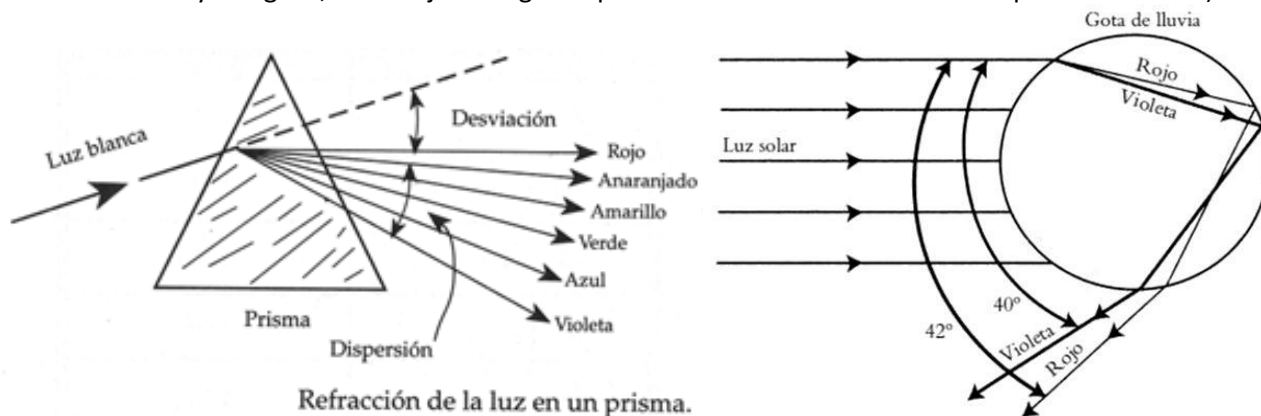 Luz blanca
Desviación
Rojo
Anaranjado
Amarillo
Verde
Azul
Violeta
Prisma
Dispersión
Refracción de la luz en un prisma.
Gota de lluvia
Rojo
Violeta
Luz solar
40º
42º
Violeta
Rojo